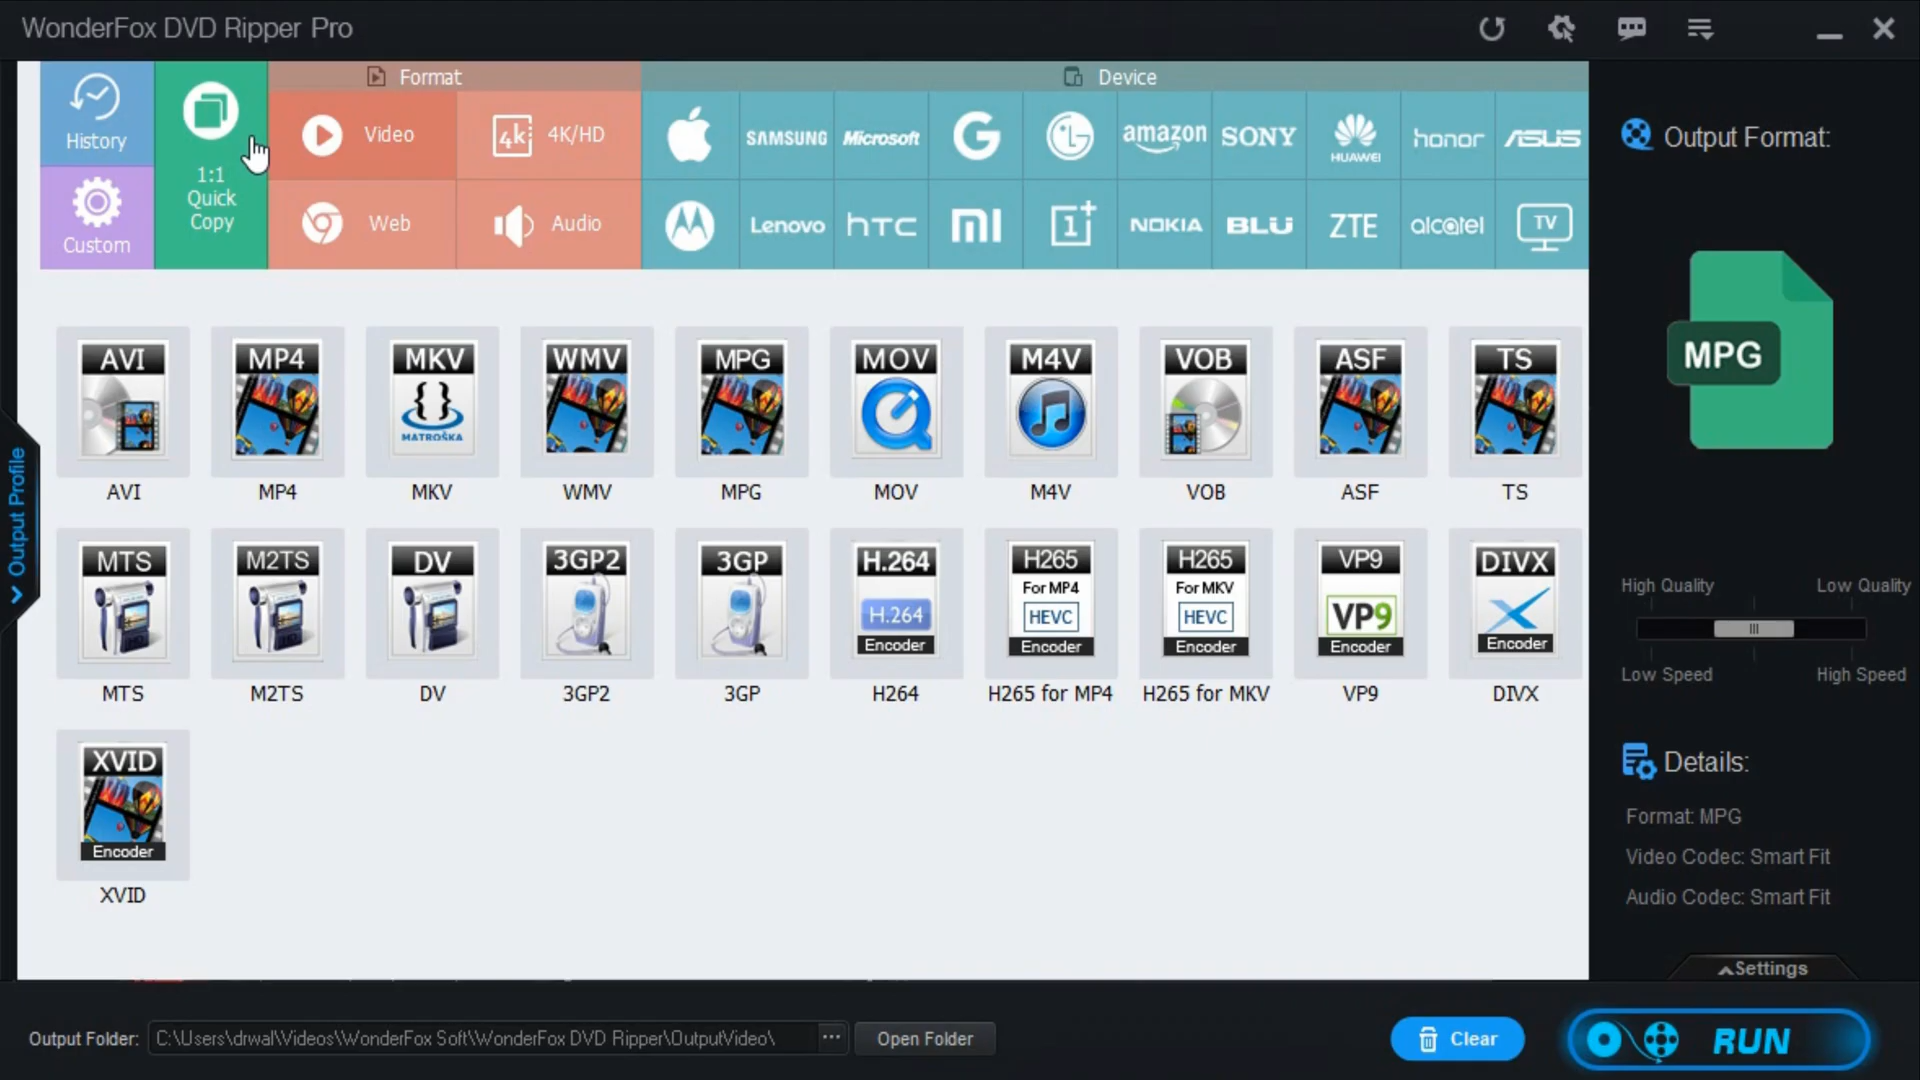 WonderFox DVD Ripper Pro
Format
Device
History
1:1
Quick
Copy
Video
4k
4K/HD
SAMSUNG
Microsoft
G
LG
amazon
SONY
HUAWEI
honor
ASUS
Custom
Web
Audio
Lenovo
hTC
MI
1+
NOKIA
BLU
ZTE
alcatel
TV
Output Format:
MPG
AVI
MP4
MKV
MATROŠKA
WMV
MPG
MOV
M4V
VOB
ASF
TS
AVI
MP4
MKV
WMV
MPG
MOV
M4V
VOB
ASF
TS
Output Profile
MTS
M2TS
DV
3GP2
3GP
H.264
H.264
Encoder
H265
For MP4
HEVC
Encoder
H265
For MKV
HEVC
Encoder
VP9
VP9
Encoder
DIVX
Encoder
MTS
M2TS
DV
3GP2
3GP
H264
H265 for MP4
H265 for MKV
VP9
DIVX
High Quality
Low Quality
Low Speed
High Speed
XVID
Encoder
XVID
Details:
Format: MPG
Video Codec: Smart Fit
Audio Codec: Smart Fit
Settings
Output Folder:
C:\Users\drwal\Videos\WonderFox Soft\WonderFox DVD Ripper\OutputVideo\
...
Open Folder
Clear
RUN